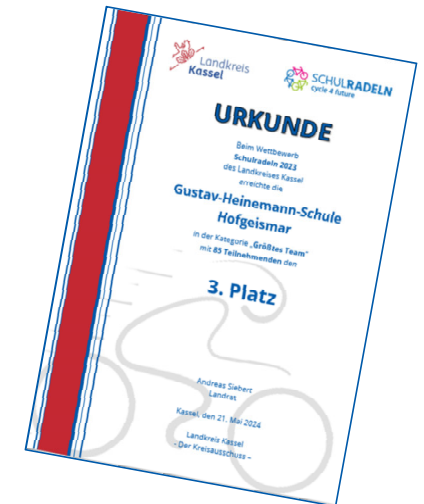 Landkreis
Kassel
SCHULRADELN
cycle 4 future
URKUNDE
Beim Wettbewerb
Schulradeln 2023
des Landkreises Kassel
erreichte die
Gustav-Heinemann-Schule
Hofgeismar
in der Kategorie „Größtes Team"
mit 85 Teilnehmenden den
3. Platz
Andreas Siebert
Landrat
Kassel, den 21. Mai 2024
Landkreis Kassel
- Der Kreisausschuss –